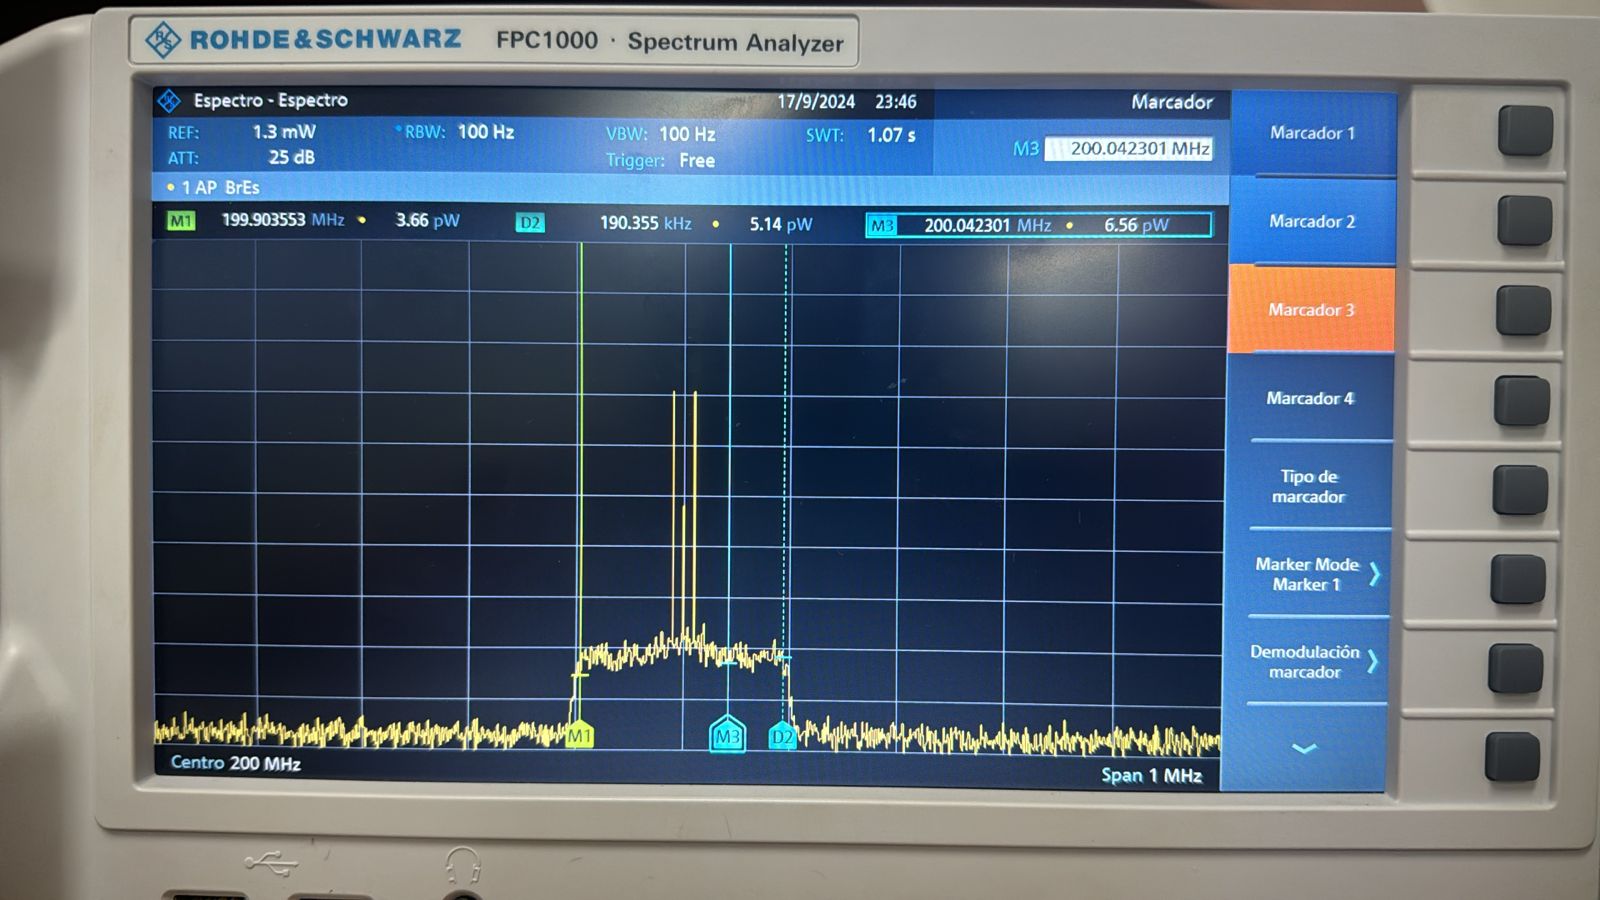 ROHDE&SCHWARZ FPC1000 · Spectrum Analyzer
Espectro - Espectro 17/9/2024 23:46 Marcador
REF: 1.3 mW RBW: 100 Hz VBW: 100 Hz SWT: 1.07 s
ATT: 25 dB Trigger: Free
M3 200.042301 MHz
1 AP BrEs
M1 199.903553 MHz 3.66 pW D2 190.355 kHz 5.14 pW M3 200.042301 MHz 6.56 pW
M1 M3 D2
Centro 200 MHz Span 1 MHz
Marcador 1
Marcador 2
Marcador 3
Marcador 4
Tipo de
marcador
Marker Mode
Marker 1
Demodulación
marcador